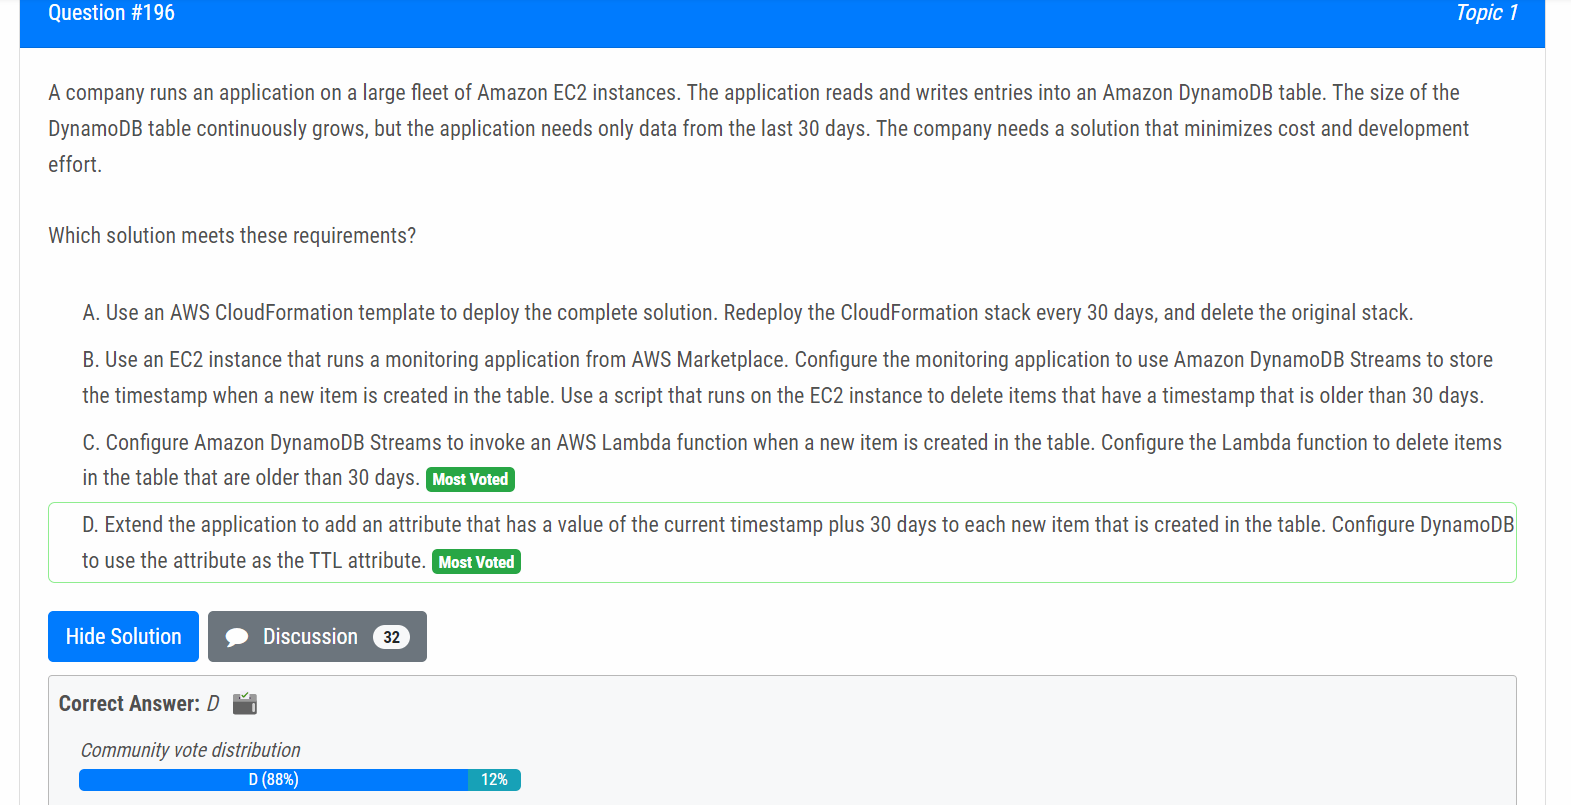 Question #196
Topic 1
A company runs an application on a large fleet of Amazon EC2 instances. The application reads and writes entries into an Amazon DynamoDB table. The size of the
DynamoDB table continuously grows, but the application needs only data from the last 30 days. The company needs a solution that minimizes cost and development
effort.
Which solution meets these requirements?
A. Use an AWS CloudFormation template to deploy the complete solution. Redeploy the CloudFormation stack every 30 days, and delete the original stack.
B. Use an EC2 instance that runs a monitoring application from AWS Marketplace. Configure the monitoring application to use Amazon DynamoDB Streams to store
the timestamp when a new item is created in the table. Use a script that runs on the EC2 instance to delete items that have a timestamp that is older than 30 days.
C. Configure Amazon DynamoDB Streams to invoke an AWS Lambda function when a new item is created in the table. Configure the Lambda function to delete items
in the table that are older than 30 days. Most Voted
D. Extend the application to add an attribute that has a value of the current timestamp plus 30 days to each new item that is created in the table. Configure DynamoDB
to use the attribute as the TTL attribute. Most Voted
Hide Solution
Discussion 32
Correct Answer: D
Community vote distribution
D (88%) 12%